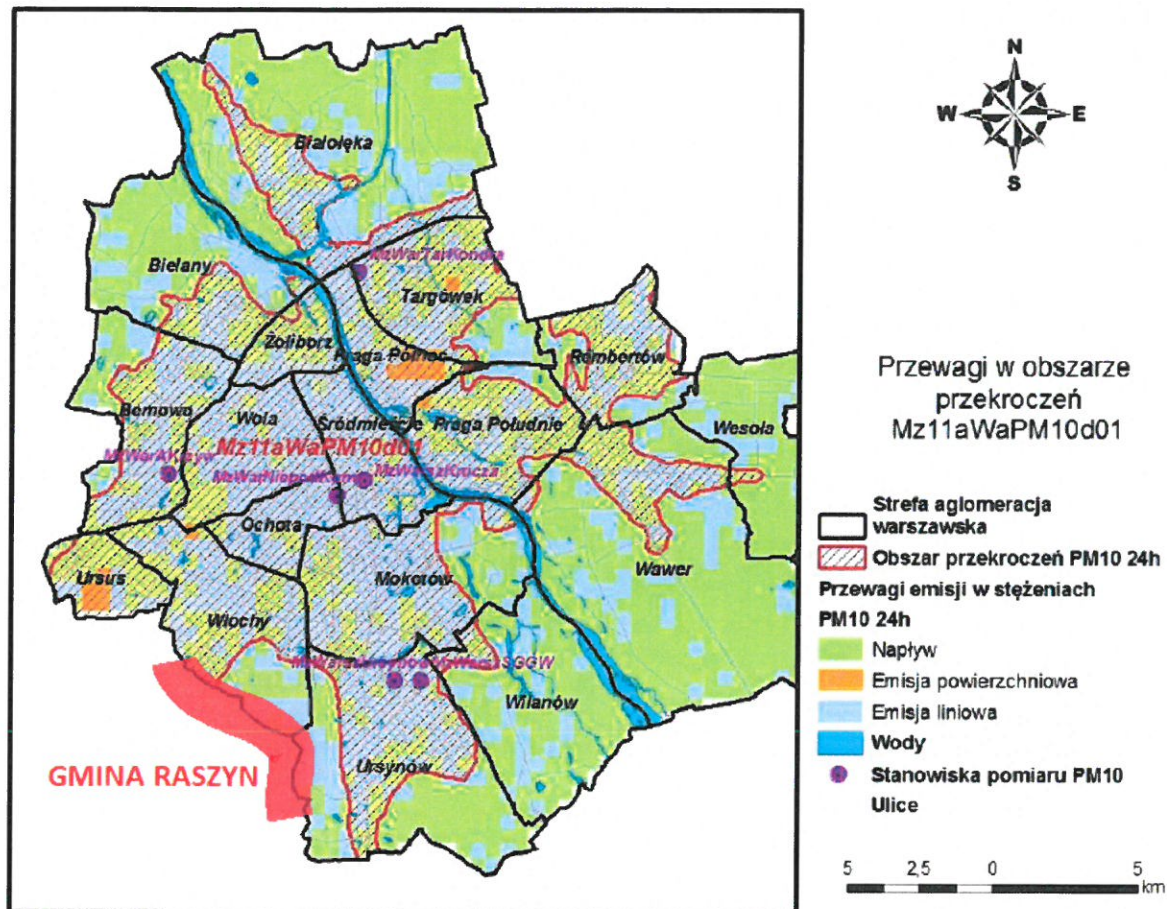 Białołęka
Bielany
MzWarTarKondra
Targówek
Żoliborz
Praga Północ
Rembertów
Bemowo
Wola
Śródmieście
Praga Południe
Wesoła
Mz11aWaPM10d01
Ochota
Ursus
Mokotów
Wawer
Włochy
Wilanów
Ursynów
GMINA RASZYN
N
W
E
S
Przewagi w obszarze
przekroczeń
Mz11aWaPM10d01
Strefa aglomeracja
warszawska
Obszar przekroczeń PM10 24h
Przewagi emisji w stężeniach
PM10 24h
Napływ
Emisja powierzchniowa
Emisja liniowa
Wody
Stanowiska pomiaru PM10
Ulice
5 2,5 0 5
km